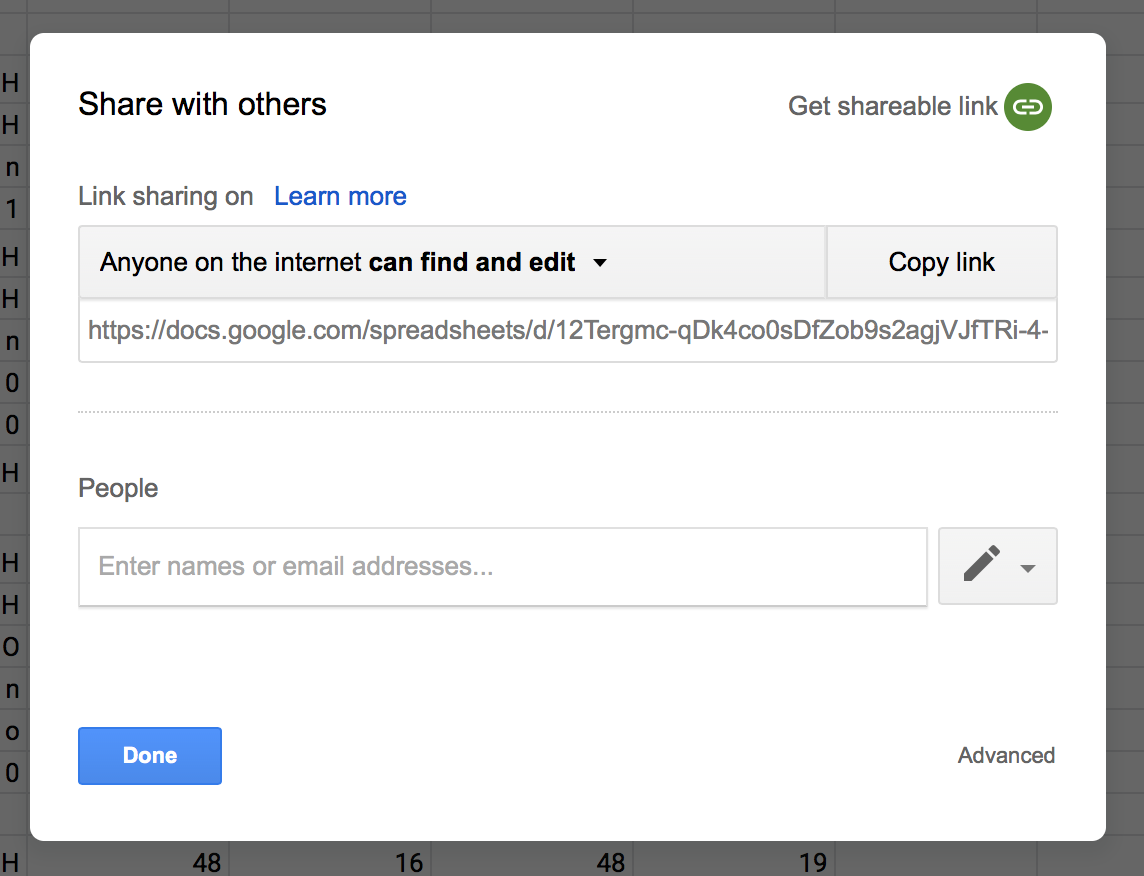 Share with others
Get shareable link
Link sharing on Learn more
Anyone on the internet can find and edit
Copy link
https://docs.google.com/spreadsheets/d/12Tergmc-qDk4co0sDfZob9s2agjVJfTRi-4-
People
Enter names or email addresses...
Done
Advanced
H
H
n
1
H
H
n
0
0
H
H
H
O
n
o
0
H 48 16 48 19